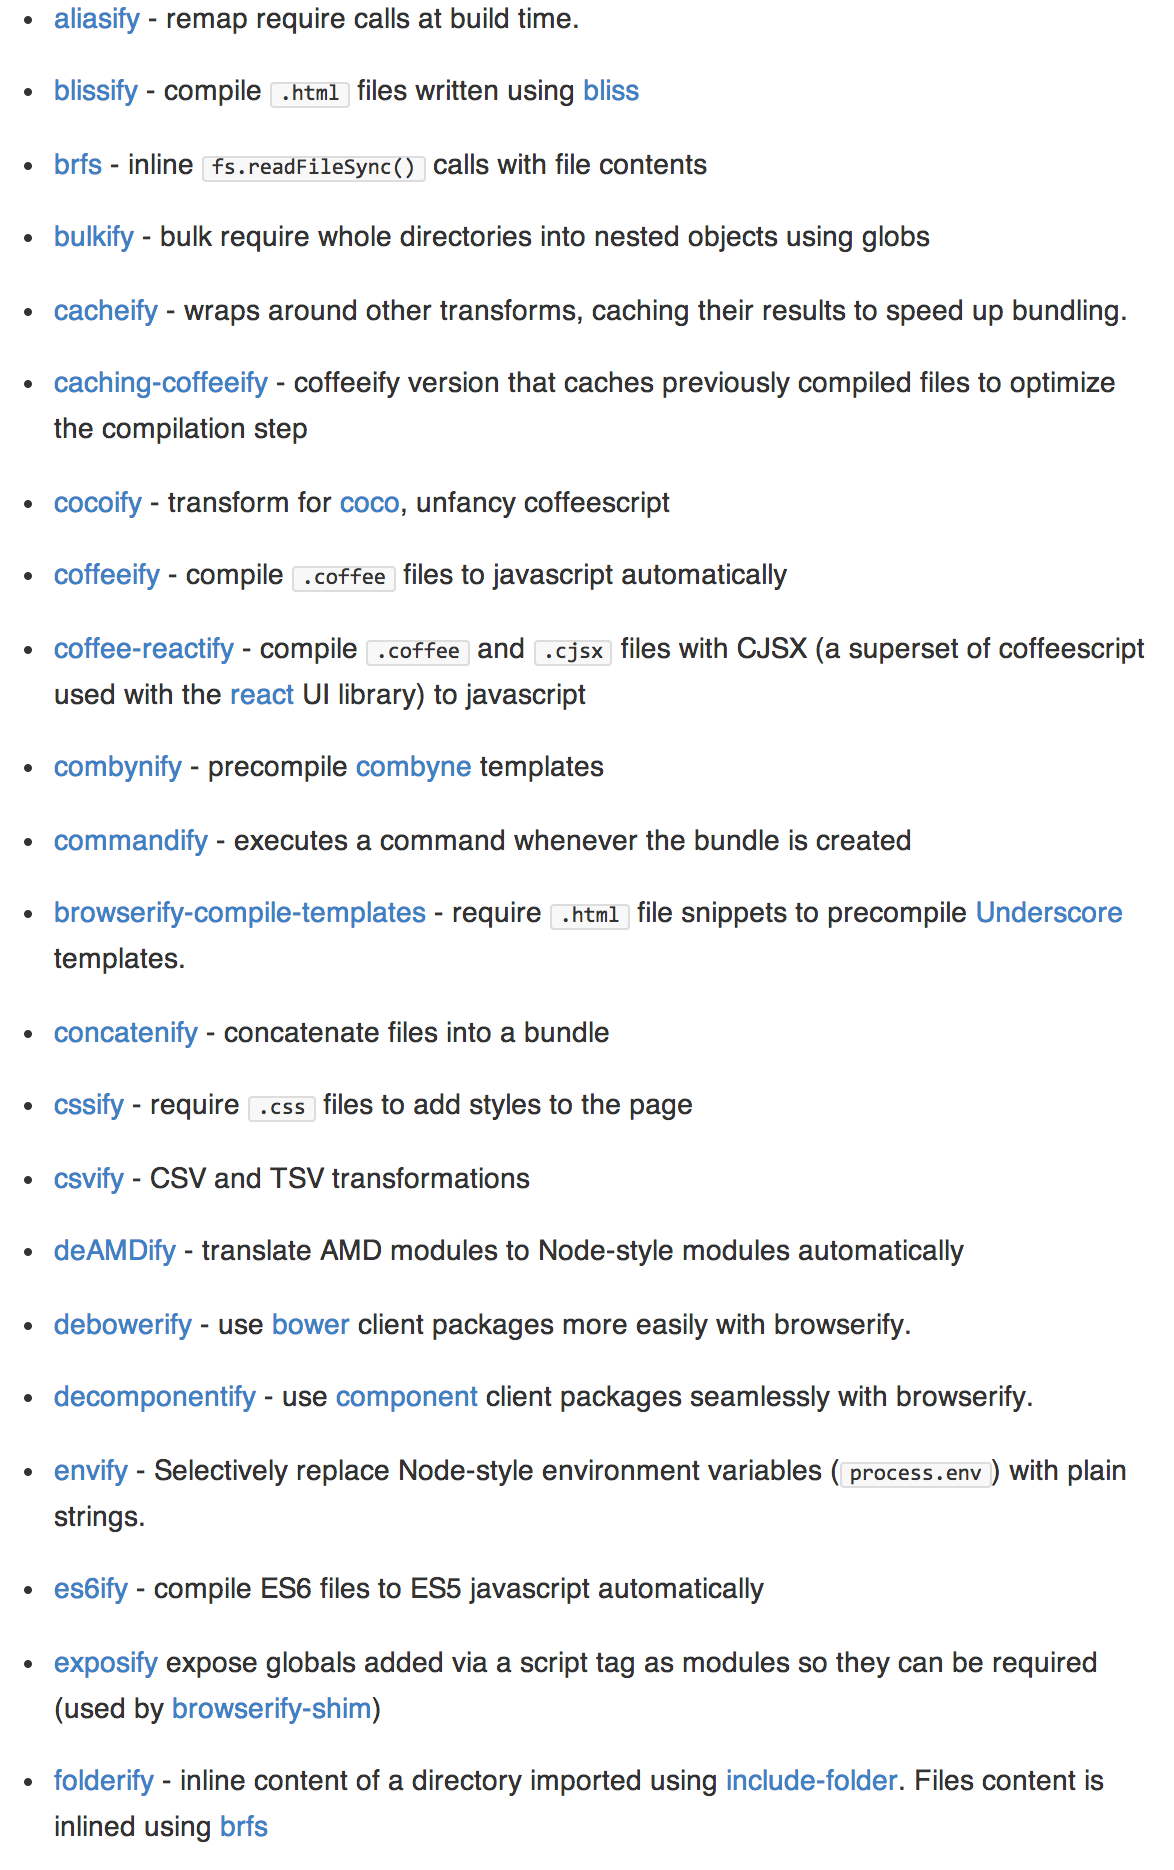 aliasify - remap require calls at build time.
blissify - compile .html files written using bliss
brfs - inline fs.readFileSync() calls with file contents
bulkify - bulk require whole directories into nested objects using globs
cacheify - wraps around other transforms, caching their results to speed up bundling.
caching-coffeeify - coffeeify version that caches previously compiled files to optimize
the compilation step
cocoify - transform for coco, unfancy coffeescript
coffeeify - compile .coffee files to javascript automatically
coffee-reactify - compile .coffee and .cjsx files with CJSX (a superset of coffeescript
used with the react UI library) to javascript
combynify - precompile combyne templates
commandify - executes a command whenever the bundle is created
browserify-compile-templates - require .html file snippets to precompile Underscore
templates.
concatenify - concatenate files into a bundle
cssify - require .css files to add styles to the page
csvify - CSV and TSV transformations
deAMDify - translate AMD modules to Node-style modules automatically
debowerify - use bower client packages more easily with browserify.
decomponentify - use component client packages seamlessly with browserify.
envify - Selectively replace Node-style environment variables (process.env) with plain
strings.
es6ify - compile ES6 files to ES5 javascript automatically
exposify expose globals added via a script tag as modules so they can be required
(used by browserify-shim)
folderify - inline content of a directory imported using include-folder. Files content is
inlined using brfs